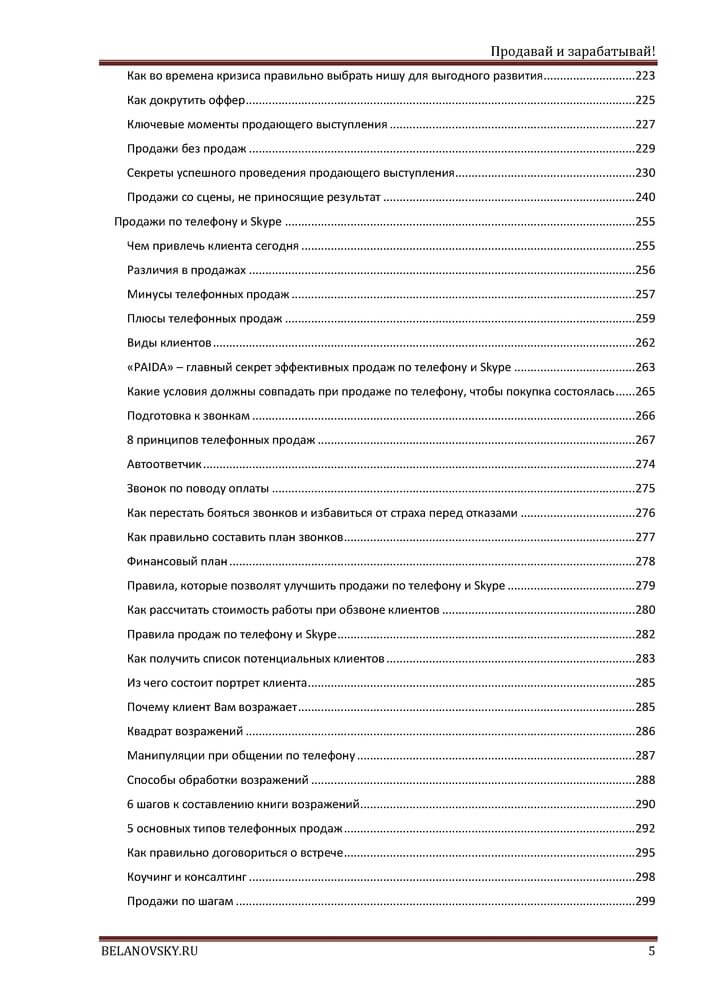 Продавай и зарабатывай!
Как во времена кризиса правильно выбрать нишу для выгодного развития............................223
Как докрутить оффер........................................................................................................................225
Ключевые моменты продающего выступления ...........................................................................227
Продажи без продаж ......................................................................................................................229
Секреты успешного проведения продающего выступления.......................................................230
Продажи со сцены, не приносящие результат .............................................................................240
Продажи по телефону и Skype ...........................................................................................................255
Чем привлечь клиента сегодня ......................................................................................................255
Различия в продажах ......................................................................................................................256
Минусы телефонных продаж .........................................................................................................257
Плюсы телефонных продаж ...........................................................................................................259
Виды клиентов.................................................................................................................................262
«PAIDA» – главный секрет эффективных продаж по телефону и Skype .....................................263
Какие условия должны совпадать при продаже по телефону, чтобы покупка состоялась......265
Подготовка к звонкам .....................................................................................................................266
8 принципов телефонных продаж .................................................................................................267
Автоответчик....................................................................................................................................274
Звонок по поводу оплаты ...............................................................................................................275
Как перестать бояться звонков и избавиться от страха перед отказами ...................................276
Как правильно составить план звонков.........................................................................................277
Финансовый план ............................................................................................................................278
Правила, которые позволят улучшить продажи по телефону и Skype .......................................279
Как рассчитать стоимость работы при обзвоне клиентов ...........................................................280
Правила продаж по телефону и Skype...........................................................................................282
Как получить список потенциальных клиентов ............................................................................283
Из чего состоит портрет клиента....................................................................................................285
Почему клиент Вам возражает.......................................................................................................285
Квадрат возражений .......................................................................................................................286
Манипуляции при общении по телефону .....................................................................................287
Способы обработки возражений ...................................................................................................288
6 шагов к составлению книги возражений....................................................................................290
5 основных типов телефонных продаж.........................................................................................292
Как правильно договориться о встрече.........................................................................................295
Коучинг и консалтинг ......................................................................................................................298
Продажи по шагам ..........................................................................................................................299
BELANOVSKY.RU 5